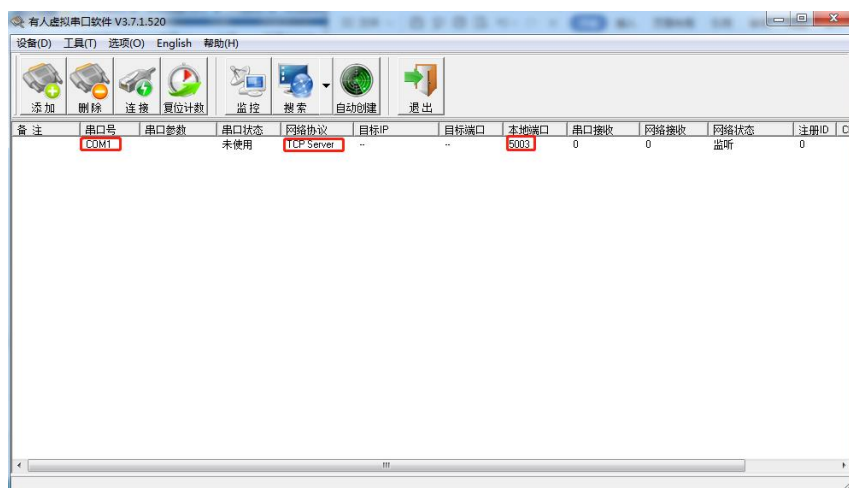 有人虚拟串口软件 V3.7.1.520
设备(D) 工具(T) 选项(O) English 帮助(H)
添加 删除 连接 复位计数 监控 搜索 自动创建 退出
备注 串口号 串口参数 串口状态 网络协议 目标IP 目标端口 本地端口 串口接收 网络接收 网络状态 注册ID
COM1 未使用 TCP Server -- -- 5003 0 0 监听 0